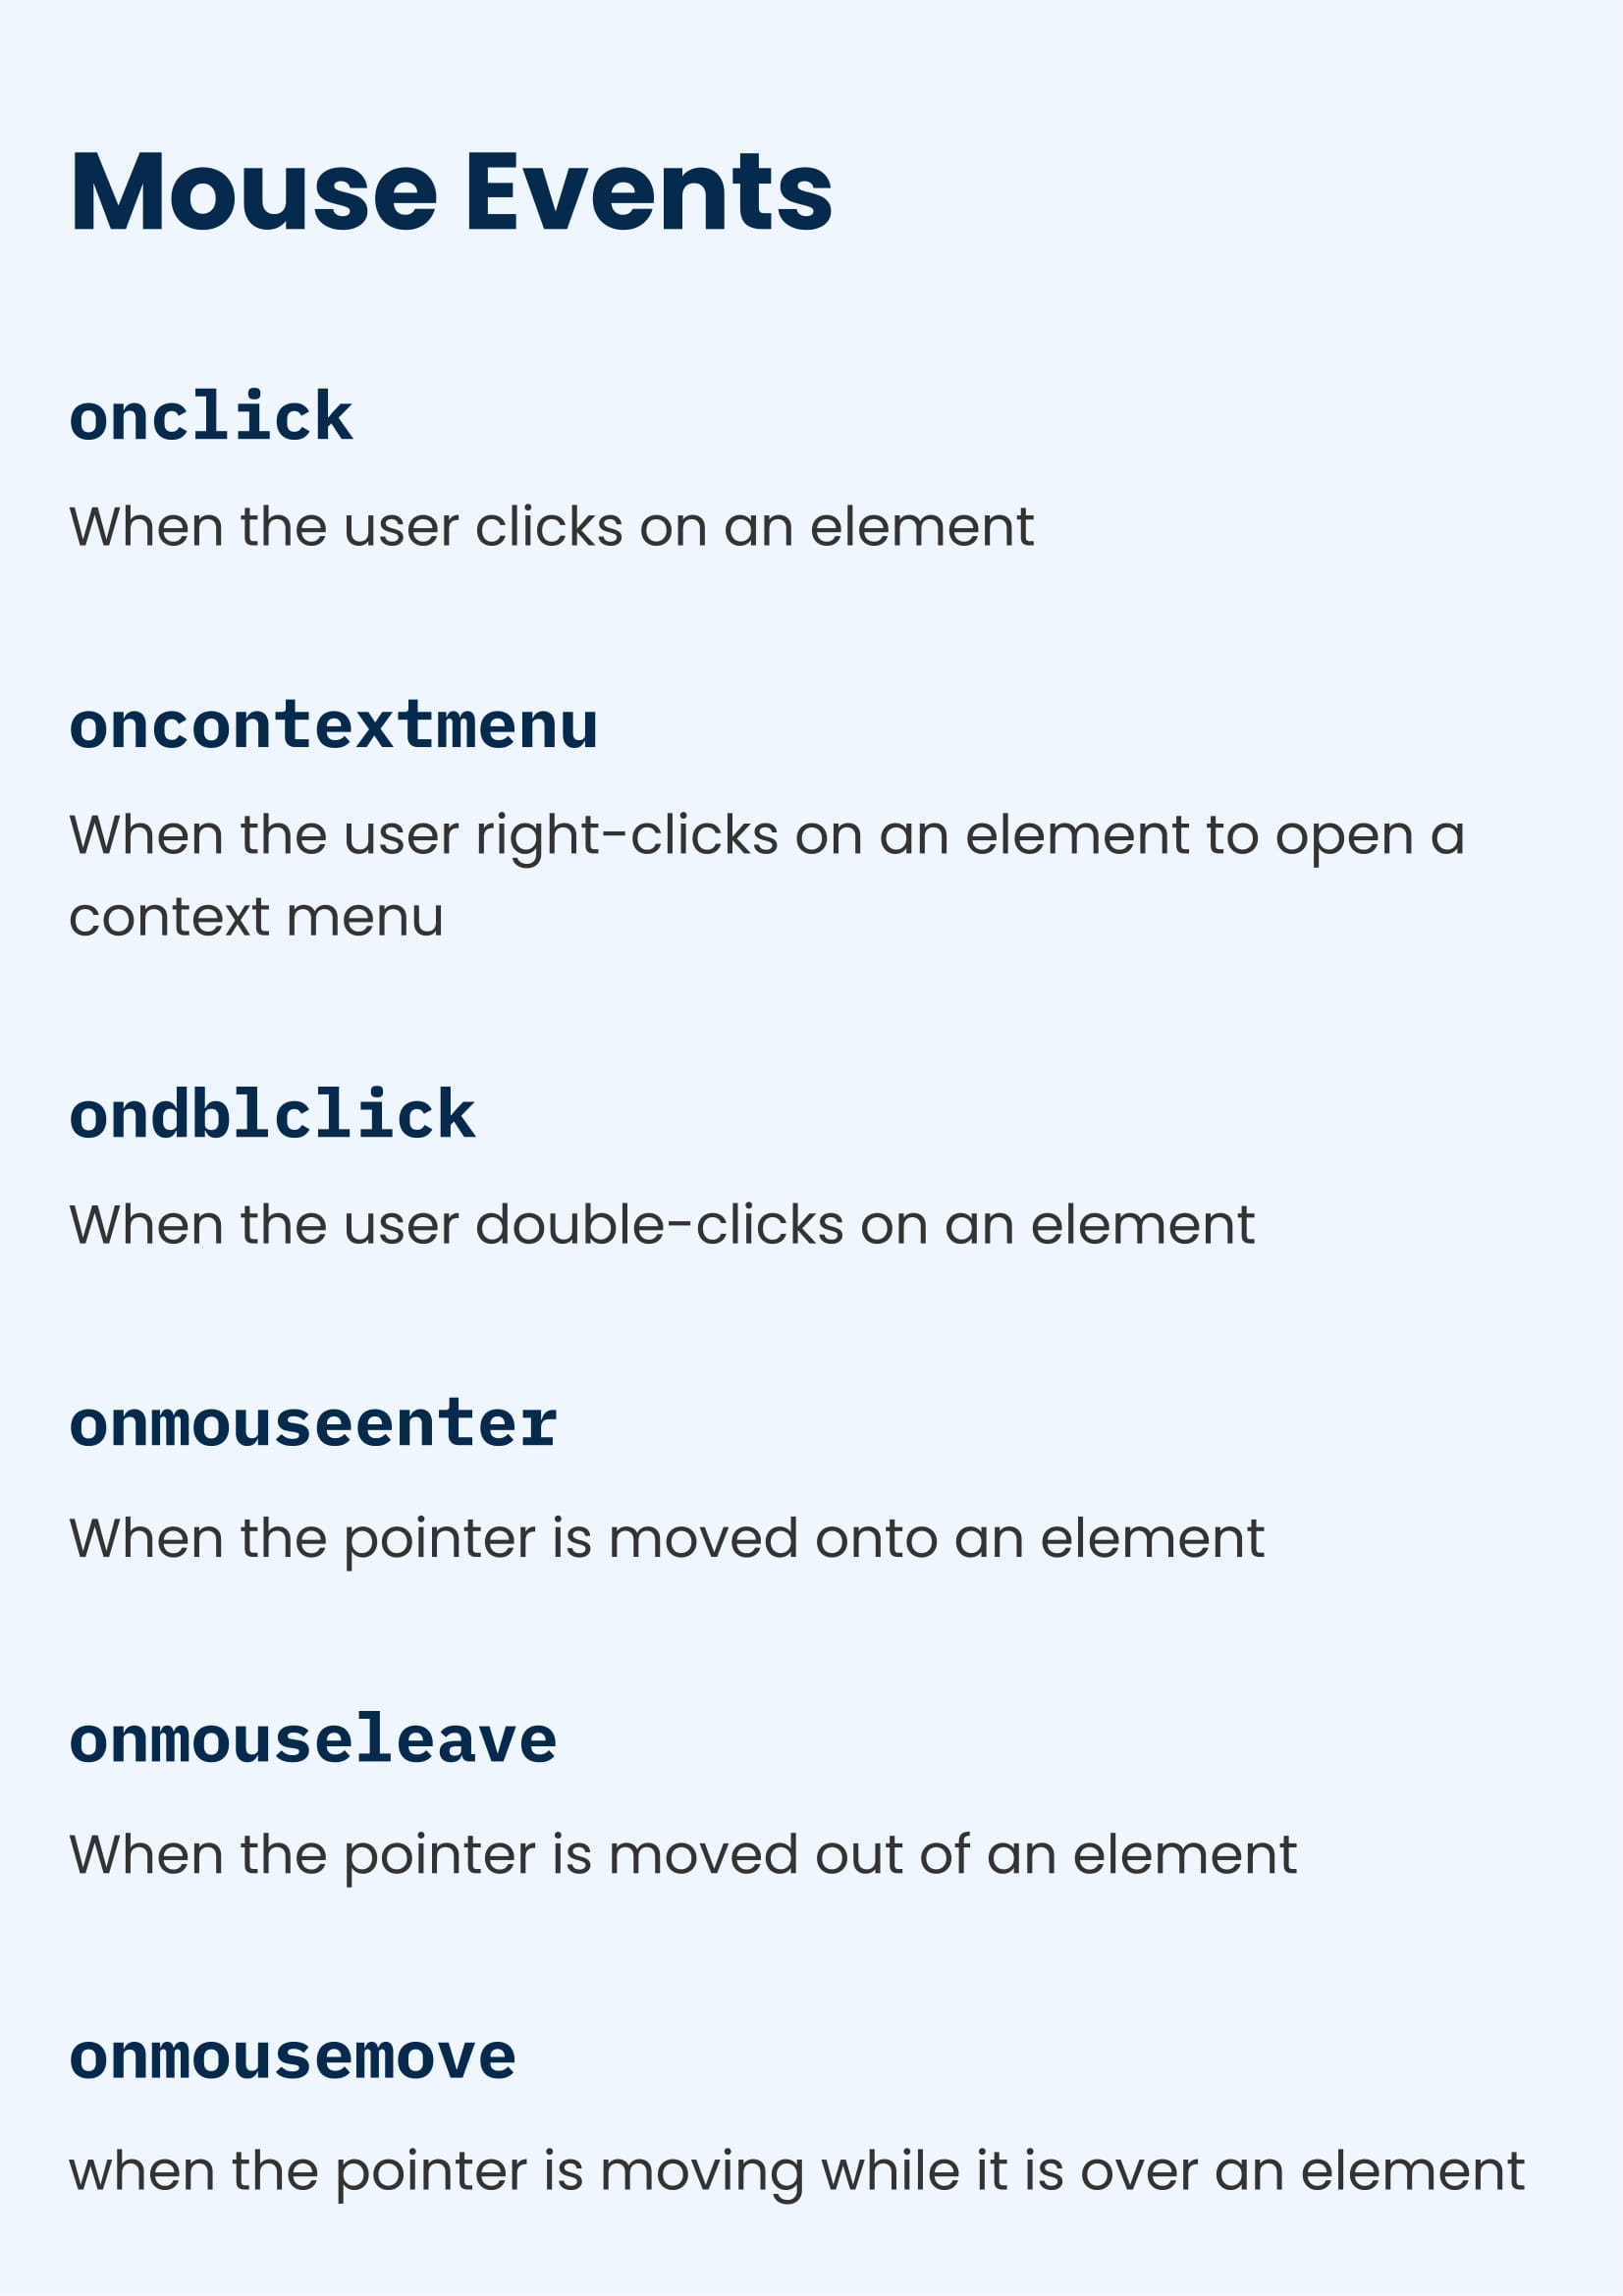 Mouse Events
onclick
When the user clicks on an element
oncontextmenu
When the user right-clicks on an element to open a
context menu
ondblclick
When the user double-clicks on an element
onmouseenter
When the pointer is moved onto an element
onmouseleave
When the pointer is moved out of an element
onmousemove
when the pointer is moving while it is over an element